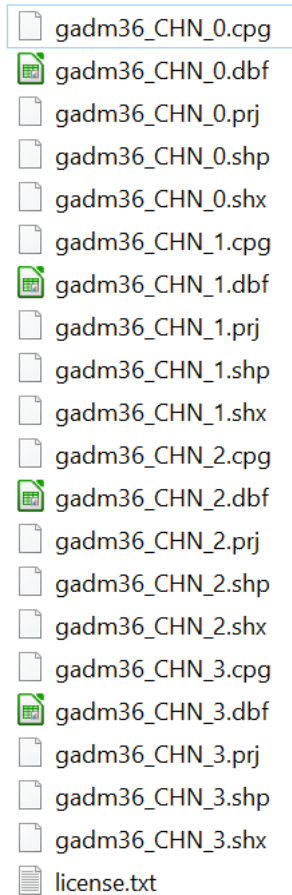 gadm36_CHN_0.cpg
gadm36_CHN_0.dbf
gadm36_CHN_0.prj
gadm36_CHN_0.shp
gadm36_CHN_0.shx
gadm36_CHN_1.cpg
gadm36_CHN_1.dbf
gadm36_CHN_1.prj
gadm36_CHN_1.shp
gadm36_CHN_1.shx
gadm36_CHN_2.cpg
gadm36_CHN_2.dbf
gadm36_CHN_2.prj
gadm36_CHN_2.shp
gadm36_CHN_2.shx
gadm36_CHN_3.cpg
gadm36_CHN_3.dbf
gadm36_CHN_3.prj
gadm36_CHN_3.shp
gadm36_CHN_3.shx
license.txt